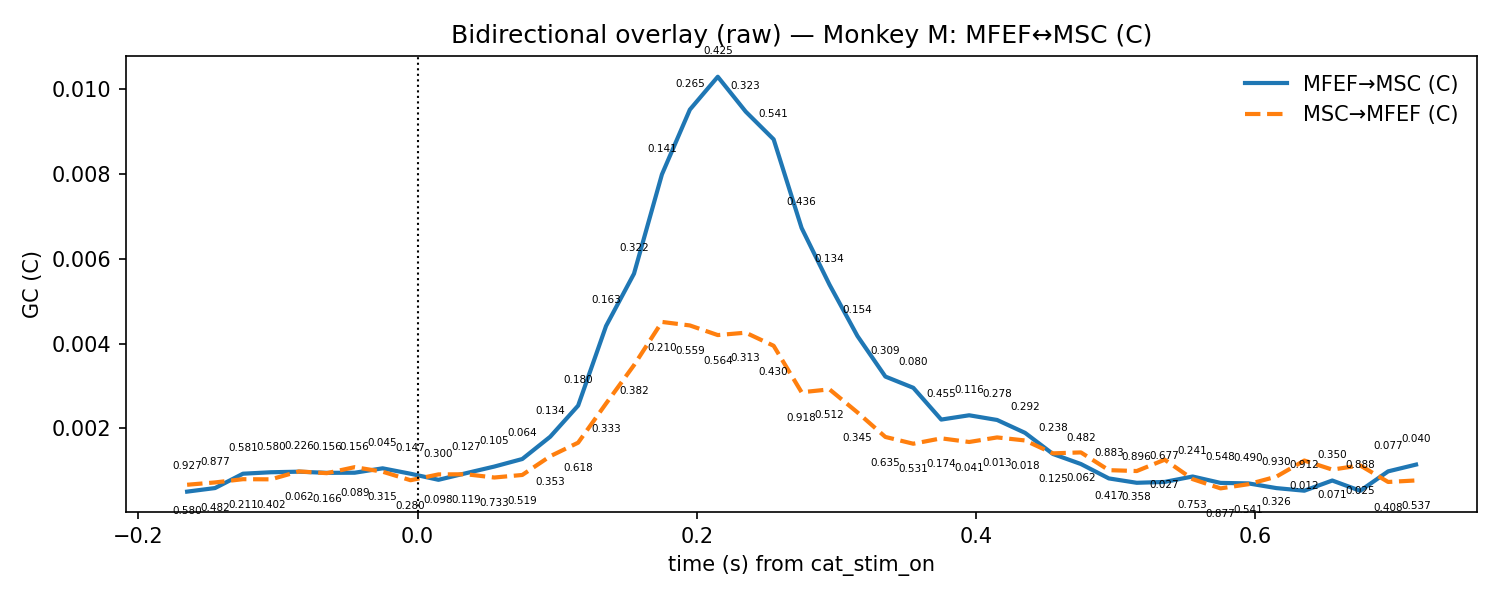 Bidirectional overlay (raw) — Monkey M: MFEF↔MSC (C)
MFEF→MSC (C)
MSC→MFEF (C)
GC (C)
0.010
0.008
0.006
0.004
0.002
0.927 0.877 0.581 0.580 0.226 0.156 0.156 0.045 0.147 0.300 0.127 0.105 0.064 0.134 0.180 0.163 0.322 0.141 0.265 0.425 0.323 0.541 0.436 0.134 0.154 0.309 0.080 0.455 0.116 0.278 0.292 0.238 0.482 0.883 0.896 0.677 0.241 0.548 0.490 0.930 0.912 0.350 0.888 0.077 0.040
0.580 0.482 0.211 0.402 0.062 0.166 0.089 0.315 0.280 0.098 0.119 0.733 0.519 0.353 0.618 0.333 0.382 0.210 0.559 0.564 0.313 0.430 0.918 0.512 0.345 0.635 0.531 0.174 0.041 0.013 0.018 0.125 0.062 0.417 0.358 0.027 0.753 0.877 0.541 0.326 0.012 0.071 0.025 0.408 0.537
−0.2 0.0 0.2 0.4 0.6
time (s) from cat_stim_on